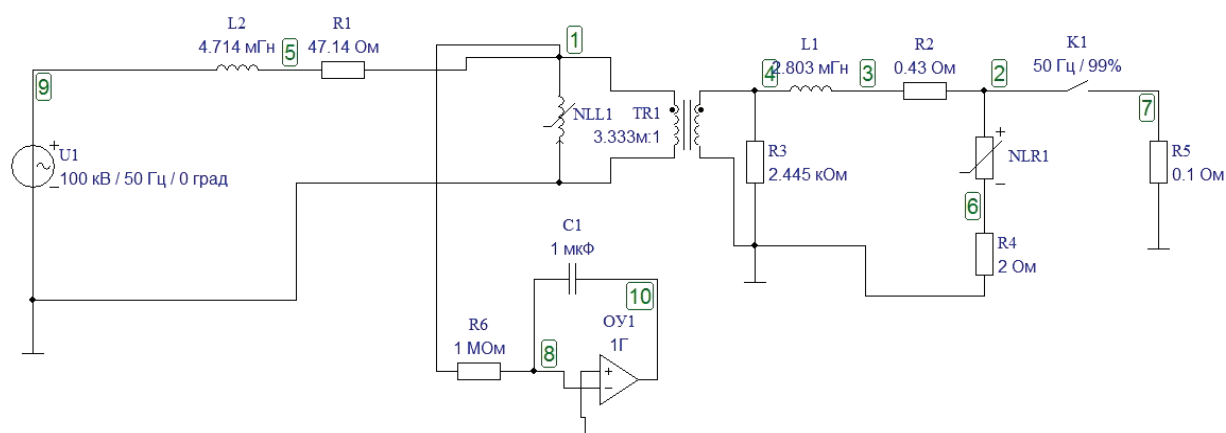 L2
4.714 мГн
5
R1
47.14 Ом
1
9
U1
100 кВ / 50 Гц / 0 град
NLL1
TR1
3.333м:1
4
L1
2.803 мГн
3
R2
0.43 Ом
2
K1
50 Гц / 99%
7
R3
2.445 кОм
NLR1
6
R4
2 Ом
R5
0.1 Ом
C1
1 мкФ
10
ОУ1
1Г
R6
1 МОм
8